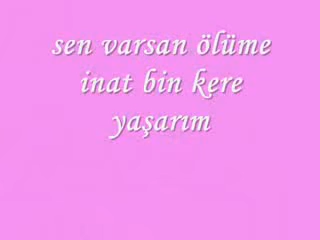 sen varsan ölüme
inat bin kere
yaşarım